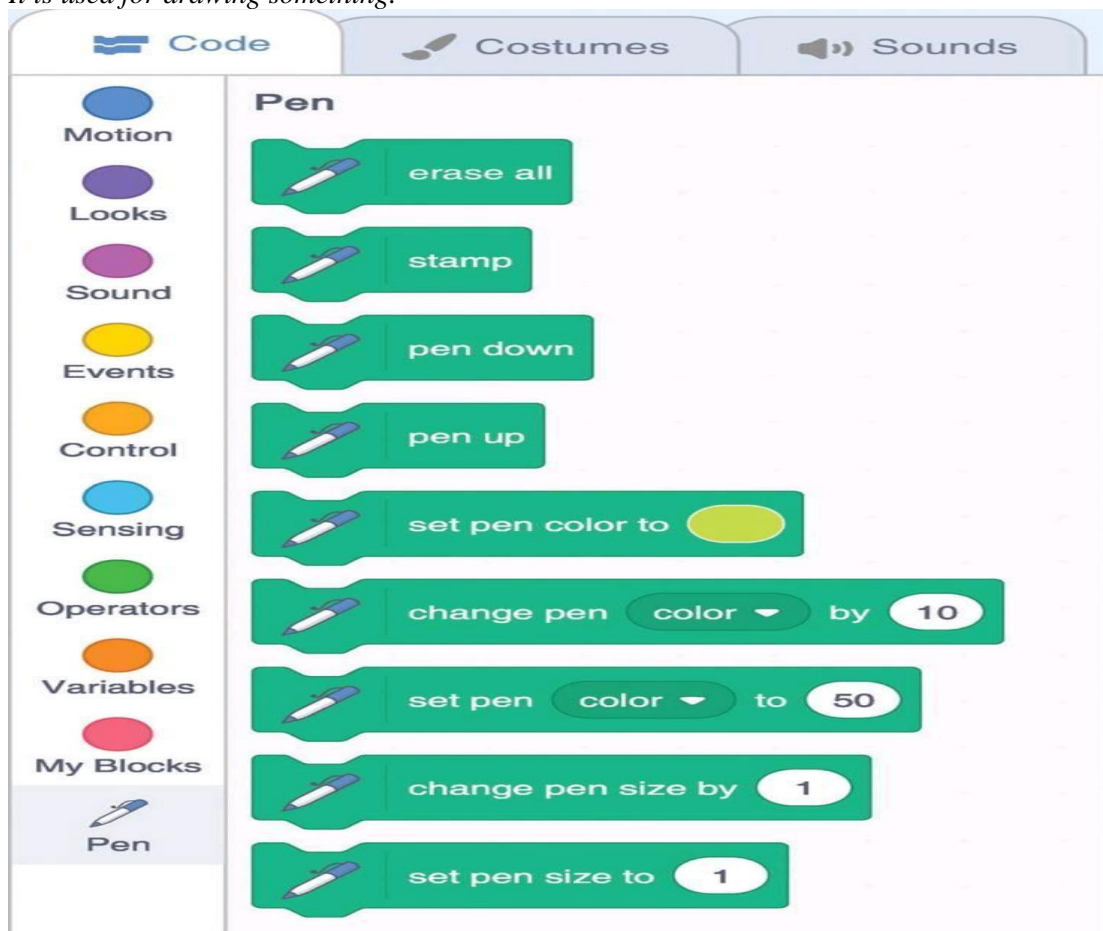 It is used for drawing something.
Code Costumes Sounds
Motion
Looks
Sound
Events
Control
Sensing
Operators
Variables
My Blocks
Pen
Pen
erase all
stamp
pen down
pen up
set pen color to
change pen color by 10
set pen color to 50
change pen size by 1
set pen size to 1